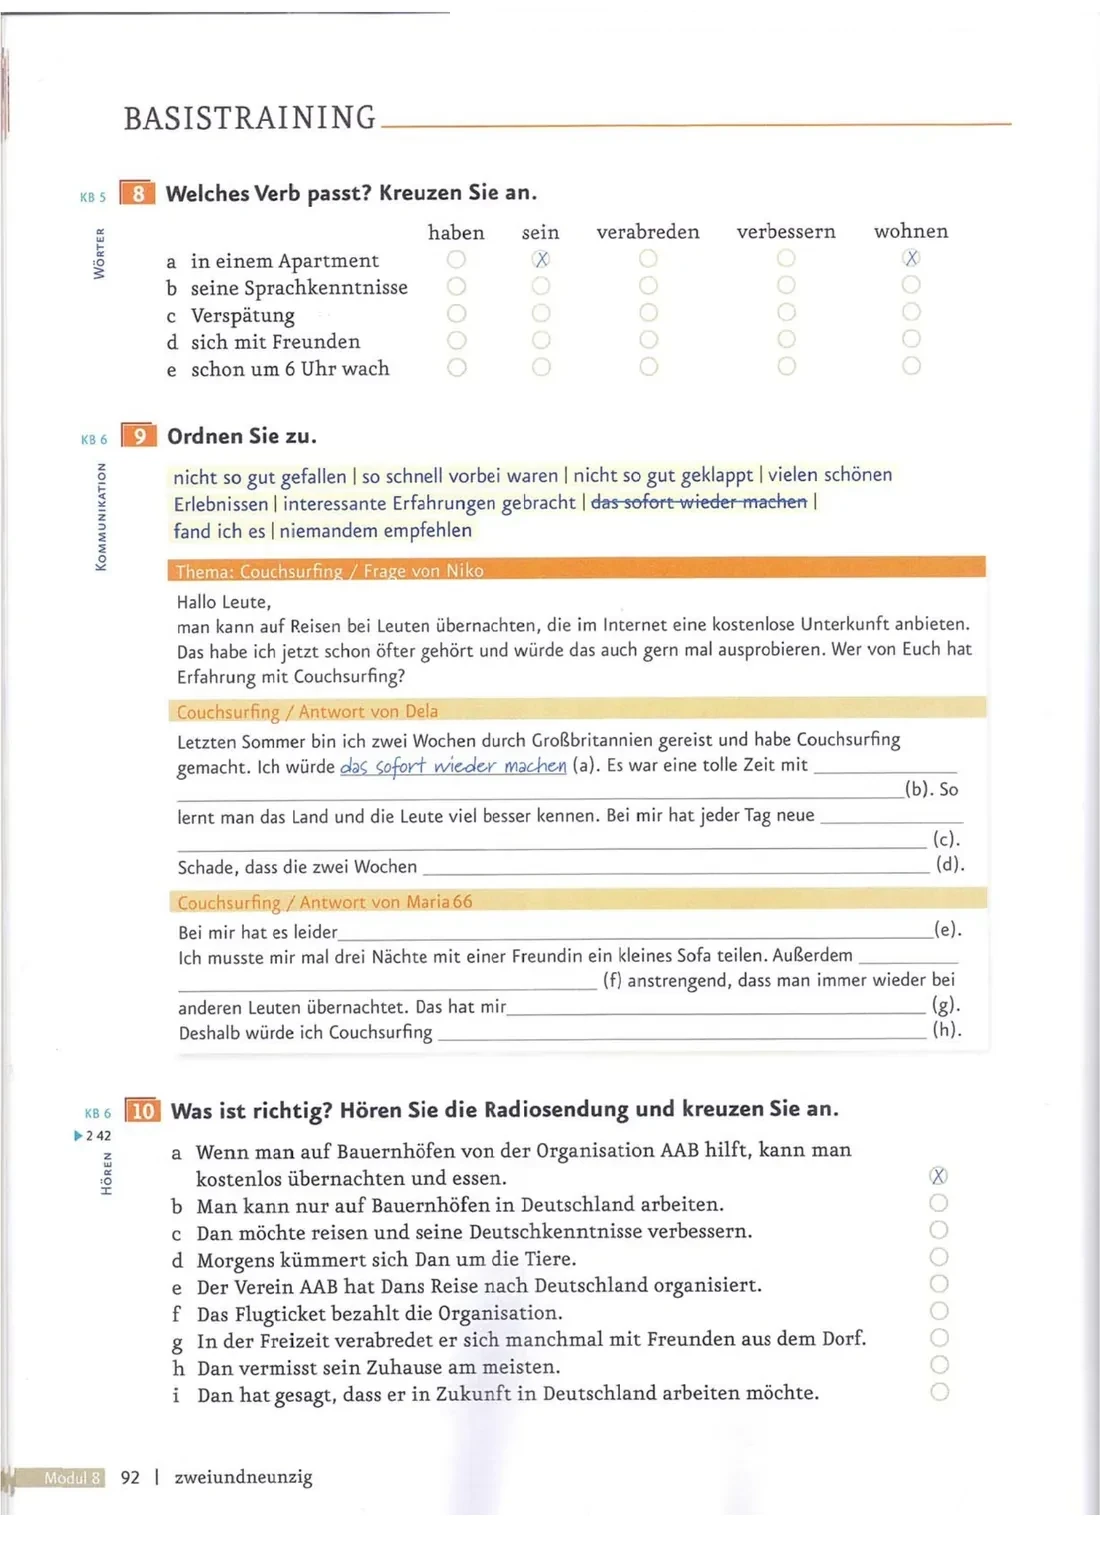 BASISTRAINING
KB 5 8 Welches Verb passt? Kreuzen Sie an.
WÖRTER
haben sein verabreden verbessern wohnen
a in einem Apartment X X
b seine Sprachkenntnisse
c Verspätung
d sich mit Freunden
e schon um 6 Uhr wach
KB 6 9 Ordnen Sie zu.
KOMMUNIKATION
nicht so gut gefallen | so schnell vorbei waren | nicht so gut geklappt | vielen schönen
Erlebnissen | interessante Erfahrungen gebracht | das sofort wieder machen |
fand ich es | niemandem empfehlen
Thema: Couchsurfing / Frage von Niko
Hallo Leute,
man kann auf Reisen bei Leuten übernachten, die im Internet eine kostenlose Unterkunft anbieten.
Das habe ich jetzt schon öfter gehört und würde das auch gern mal ausprobieren. Wer von Euch hat
Erfahrung mit Couchsurfing?
Couchsurfing / Antwort von Dela
Letzten Sommer bin ich zwei Wochen durch Großbritannien gereist und habe Couchsurfing
gemacht. Ich würde das sofort wieder machen (a). Es war eine tolle Zeit mit
(b). So
lernt man das Land und die Leute viel besser kennen. Bei mir hat jeder Tag neue
(c).
Schade, dass die zwei Wochen (d).
Couchsurfing / Antwort von Maria66
Bei mir hat es leider (e).
Ich musste mir mal drei Nächte mit einer Freundin ein kleines Sofa teilen. Außerdem
(f) anstrengend, dass man immer wieder bei
anderen Leuten übernachtet. Das hat mir (g).
Deshalb würde ich Couchsurfing (h).
KB 6 10 Was ist richtig? Hören Sie die Radiosendung und kreuzen Sie an.
▶ 2 42
HÖREN
a Wenn man auf Bauernhöfen von der Organisation AAB hilft, kann man
kostenlos übernachten und essen. X
b Man kann nur auf Bauernhöfen in Deutschland arbeiten.
c Dan möchte reisen und seine Deutschkenntnisse verbessern.
d Morgens kümmert sich Dan um die Tiere.
e Der Verein AAB hat Dans Reise nach Deutschland organisiert.
f Das Flugticket bezahlt die Organisation.
g In der Freizeit verabredet er sich manchmal mit Freunden aus dem Dorf.
h Dan vermisst sein Zuhause am meisten.
i Dan hat gesagt, dass er in Zukunft in Deutschland arbeiten möchte.
Modul 8 92 | zweiundneunzig